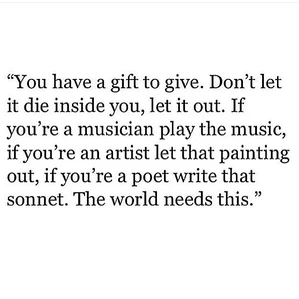 “You have a gift to give. Don’t let
it die inside you, let it out. If
you’re a musician play the music,
if you’re an artist let that painting
out, if you’re a poet write that
sonnet. The world needs this.”